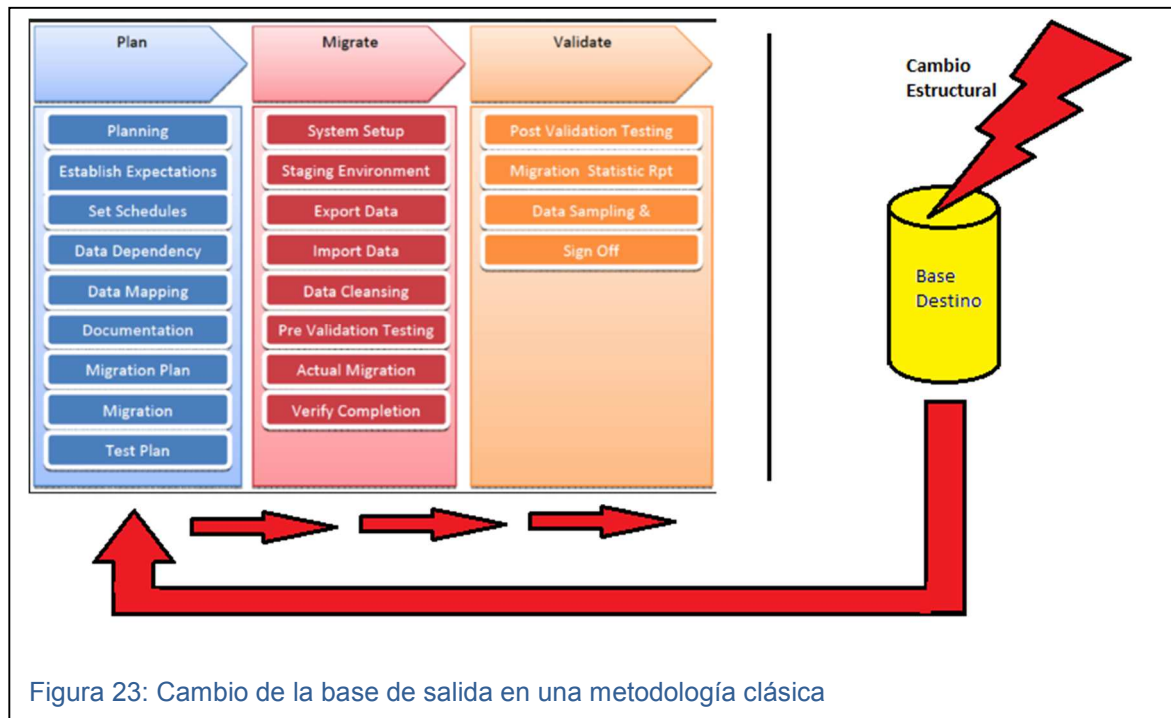 Plan
Planning
Establish Expectations
Set Schedules
Data Dependency
Data Mapping
Documentation
Migration Plan
Migration
Test Plan
Migrate
System Setup
Staging Environment
Export Data
Import Data
Data Cleansing
Pre Validation Testing
Actual Migration
Verify Completion
Validate
Post Validation Testing
Migration Statistic Rpt
Data Sampling &
Sign Off
Cambio
Estructural
Base
Destino
Figura 23: Cambio de la base de salida en una metodología clásica